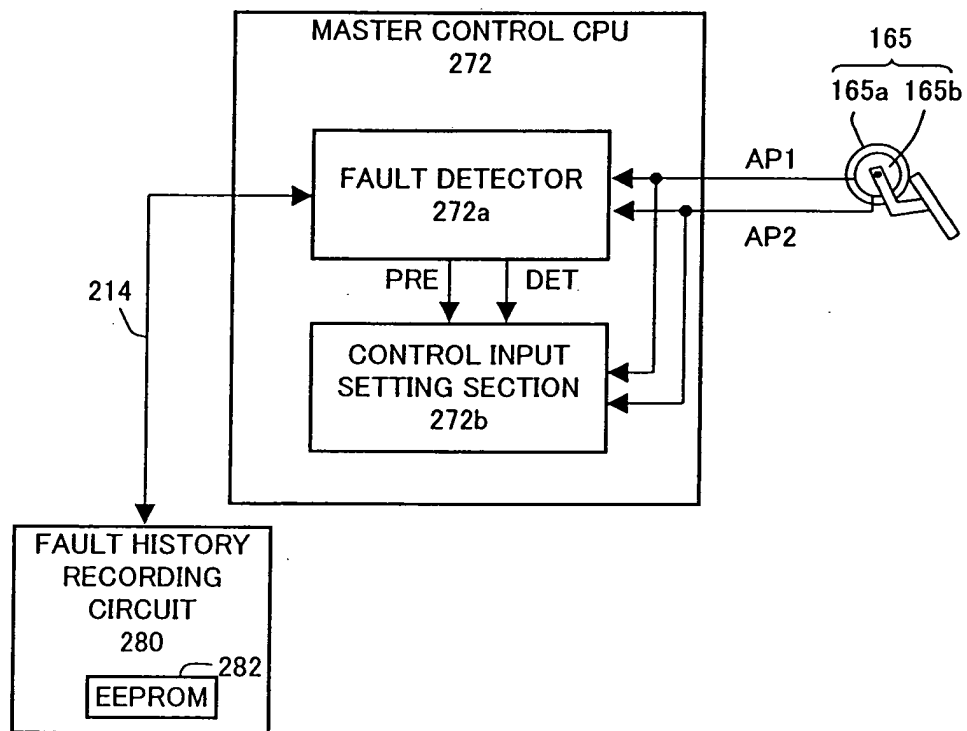 MASTER CONTROL CPU
272
165
165a 165b
FAULT DETECTOR
272a
AP1
AP2
PRE DET
214
CONTROL INPUT
SETTING SECTION
272b
FAULT HISTORY
RECORDING
CIRCUIT
280
282
EEPROM